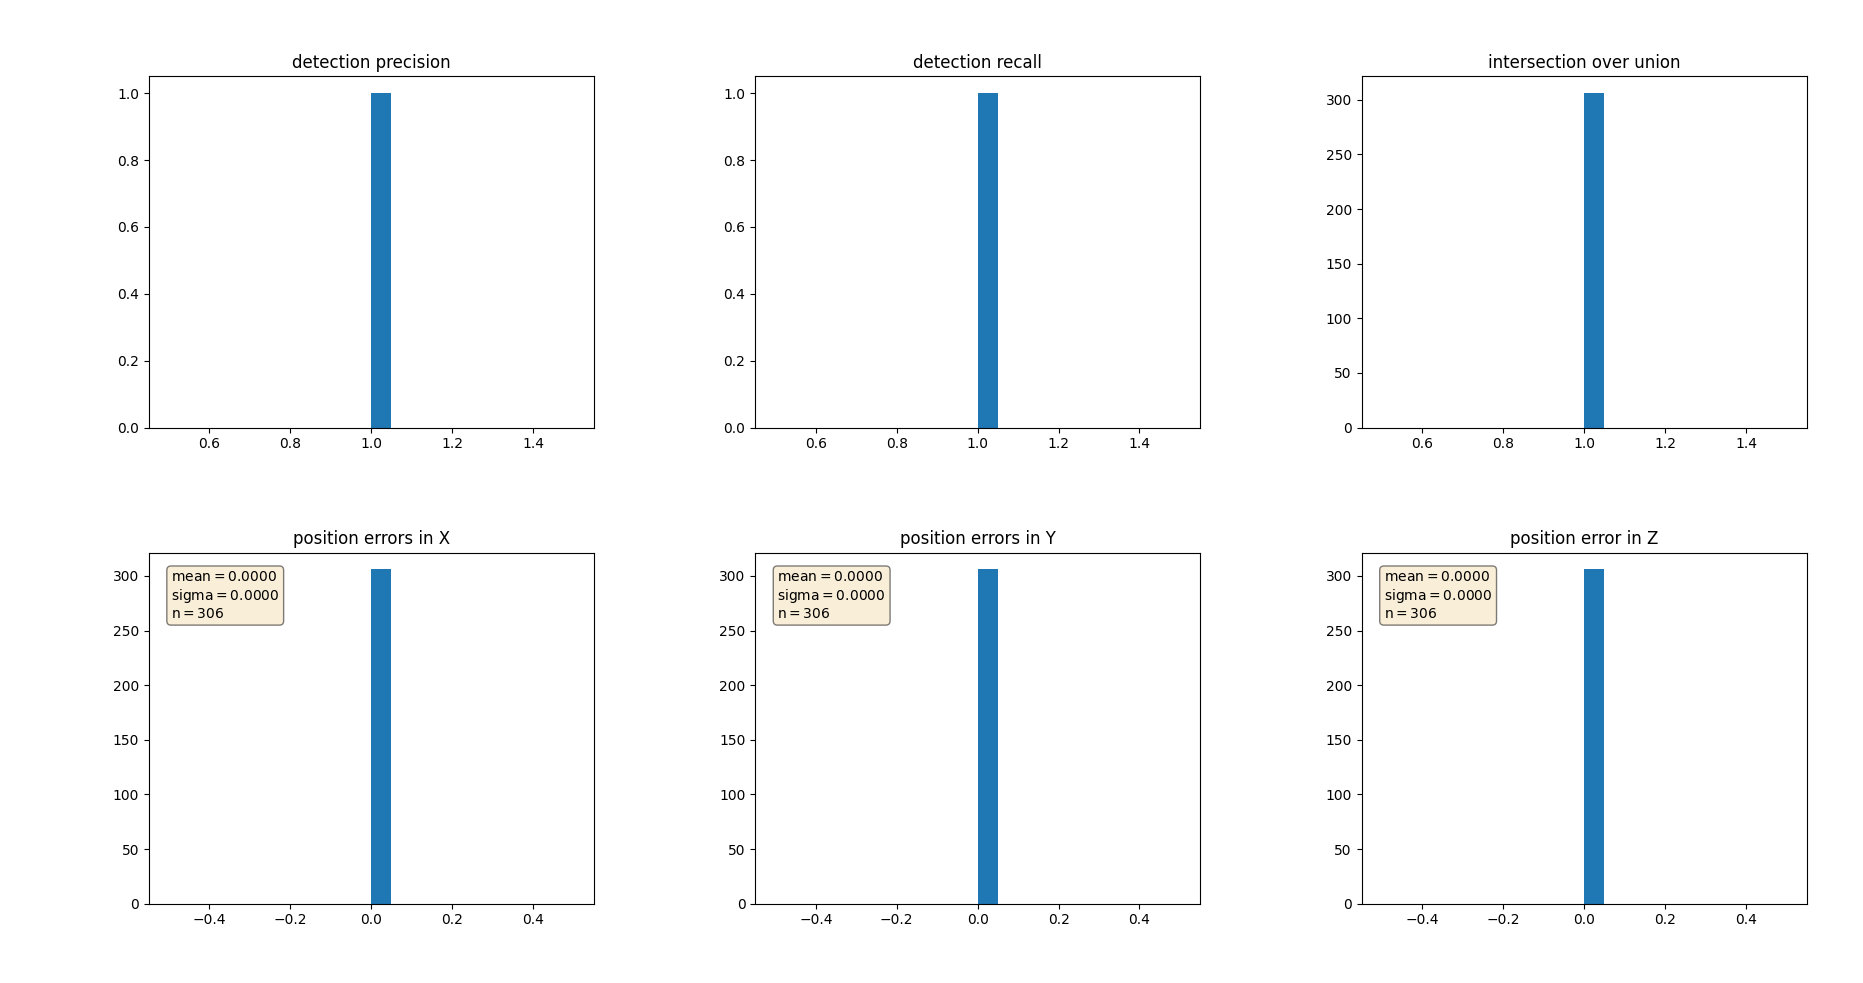 detection precision
1.0
0.8
0.6
0.4
0.2
0.0
0.6 0.8 1.0 1.2 1.4
detection recall
1.0
0.8
0.6
0.4
0.2
0.0
0.6 0.8 1.0 1.2 1.4
intersection over union
300
250
200
150
100
50
0
0.6 0.8 1.0 1.2 1.4
position errors in X
mean = 0.0000
sigma = 0.0000
n = 306
300
250
200
150
100
50
0
−0.4 −0.2 0.0 0.2 0.4
position errors in Y
mean = 0.0000
sigma = 0.0000
n = 306
300
250
200
150
100
50
0
−0.4 −0.2 0.0 0.2 0.4
position error in Z
mean = 0.0000
sigma = 0.0000
n = 306
300
250
200
150
100
50
0
−0.4 −0.2 0.0 0.2 0.4